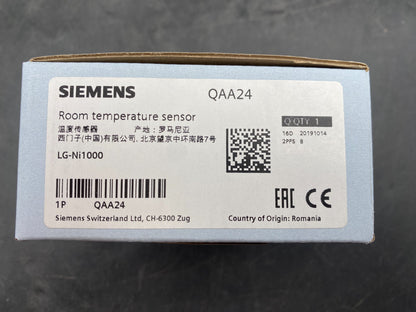 SIEMENS QAA24
Room temperature sensor
温度传感器 产地: 罗马尼亚
西门子(中国)有限公司, 北京望京中环南路7号
LG-Ni1000
Q QTY 1
16D 20191014
2PPS B
1P QAA24
EAC CE
Siemens Switzerland Ltd, CH-6300 Zug Country of Origin: Romania